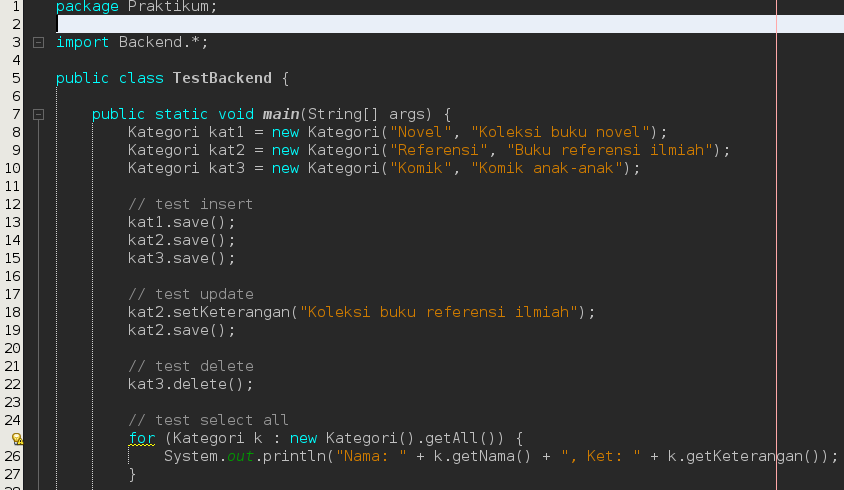 1 package Praktikum;
2
3 import Backend.*;
4
5 public class TestBackend {
6
7 public static void main(String[] args) {
8 Kategori kat1 = new Kategori("Novel", "Koleksi buku novel");
9 Kategori kat2 = new Kategori("Referensi", "Buku referensi ilmiah");
10 Kategori kat3 = new Kategori("Komik", "Komik anak-anak");
11
12 // test insert
13 kat1.save();
14 kat2.save();
15 kat3.save();
16
17 // test update
18 kat2.setKeterangan("Koleksi buku referensi ilmiah");
19 kat2.save();
20
21 // test delete
22 kat3.delete();
23
24 // test select all
for (Kategori k : new Kategori().getAll()) {
26 System.out.println("Nama: " + k.getNama() + ", Ket: " + k.getKeterangan());
27 }